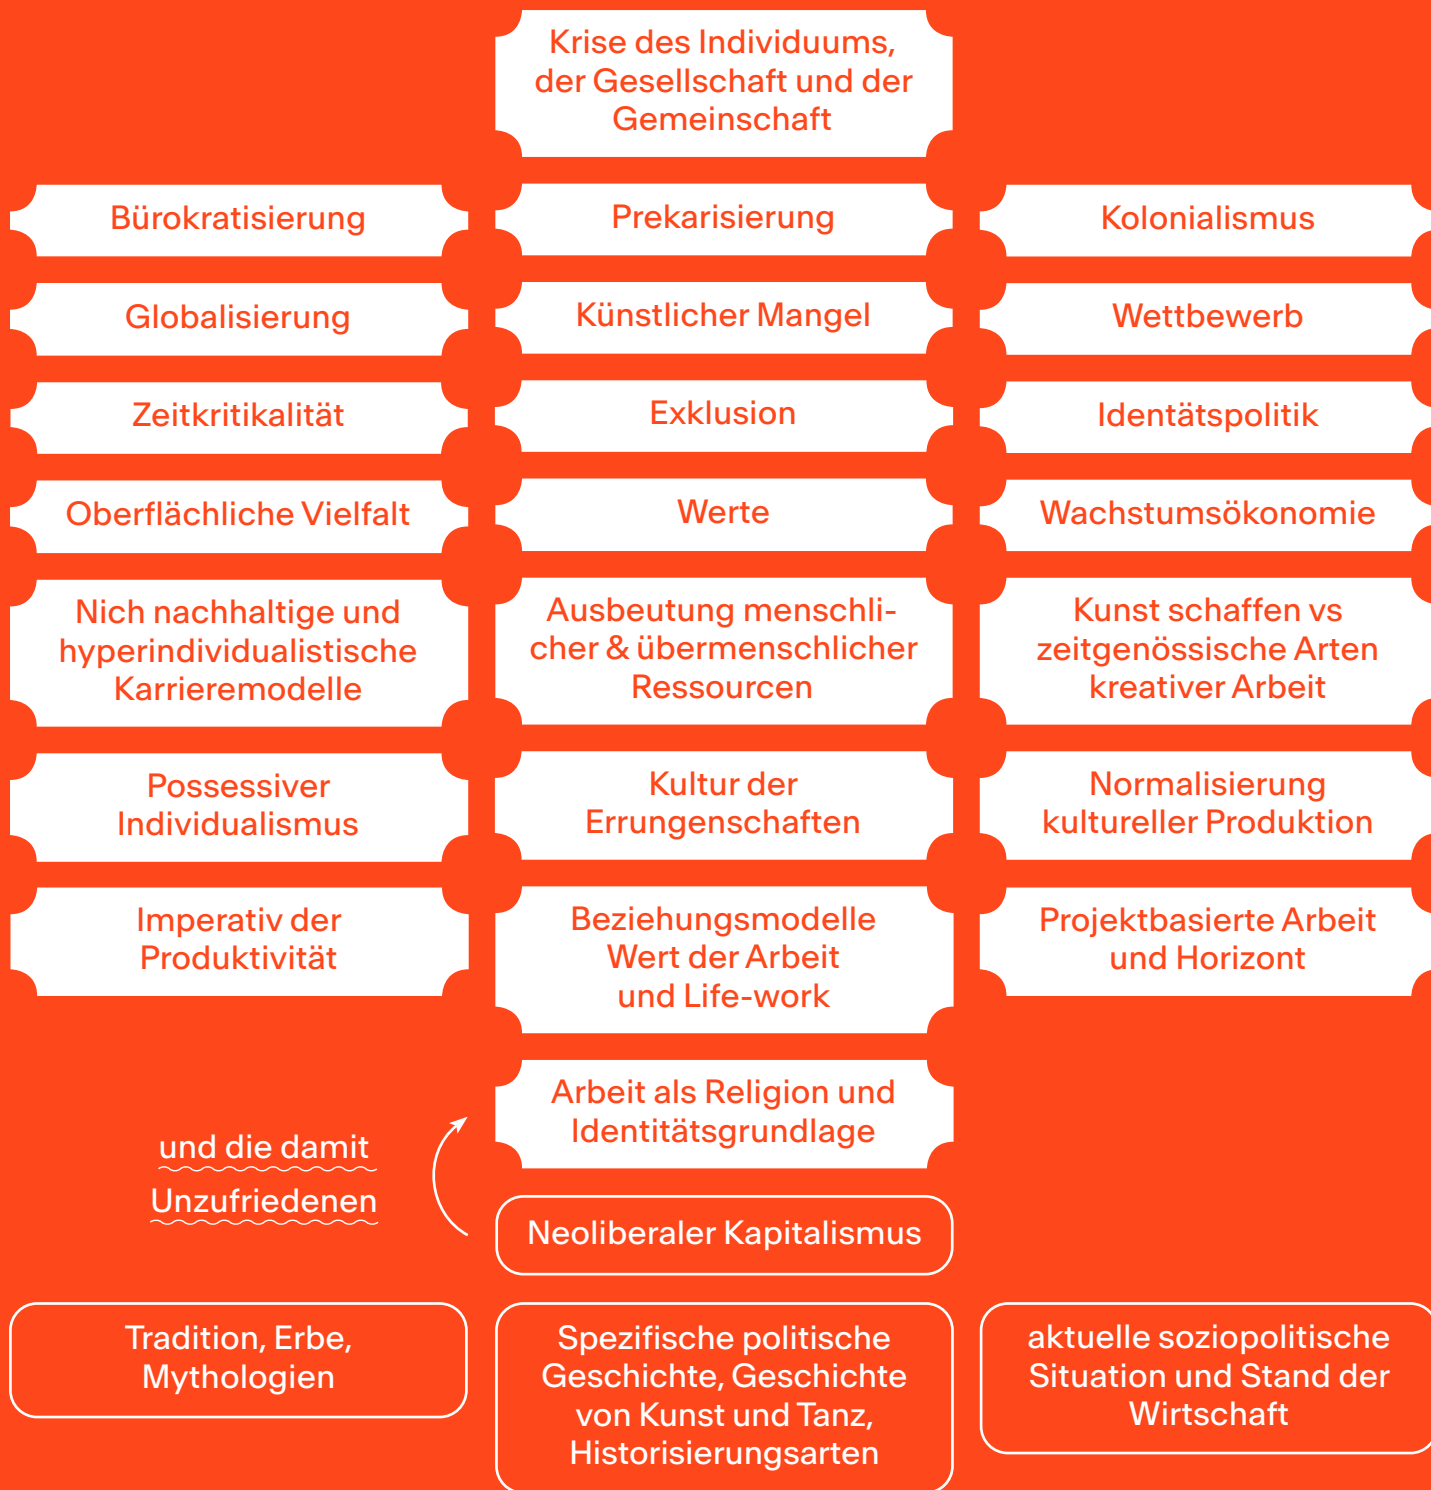 Krise des Individuums,
der Gesellschaft und der
Gemeinschaft
Bürokratisierung
Prekarisierung
Kolonialismus
Globalisierung
Künstlicher Mangel
Wettbewerb
Zeitkritikalität
Exklusion
Identätspolitik
Oberflächliche Vielfalt
Werte
Wachstumsökonomie
Nich nachhaltige und
hyperindividualistische
Karrieremodelle
Ausbeutung menschli-
cher & übermenschlicher
Ressourcen
Kunst schaffen vs
zeitgenössische Arten
kreativer Arbeit
Possessiver
Individualismus
Kultur der
Errungenschaften
Normalisierung
kultureller Produktion
Imperativ der
Produktivität
Beziehungsmodelle
Wert der Arbeit
und Life-work
Projektbasierte Arbeit
und Horizont
Arbeit als Religion und
Identitätsgrundlage
und die damit
Unzufriedenen
Neoliberaler Kapitalismus
Tradition, Erbe,
Mythologien
Spezifische politische
Geschichte, Geschichte
von Kunst und Tanz,
Historisierungsarten
aktuelle soziopolitische
Situation und Stand der
Wirtschaft